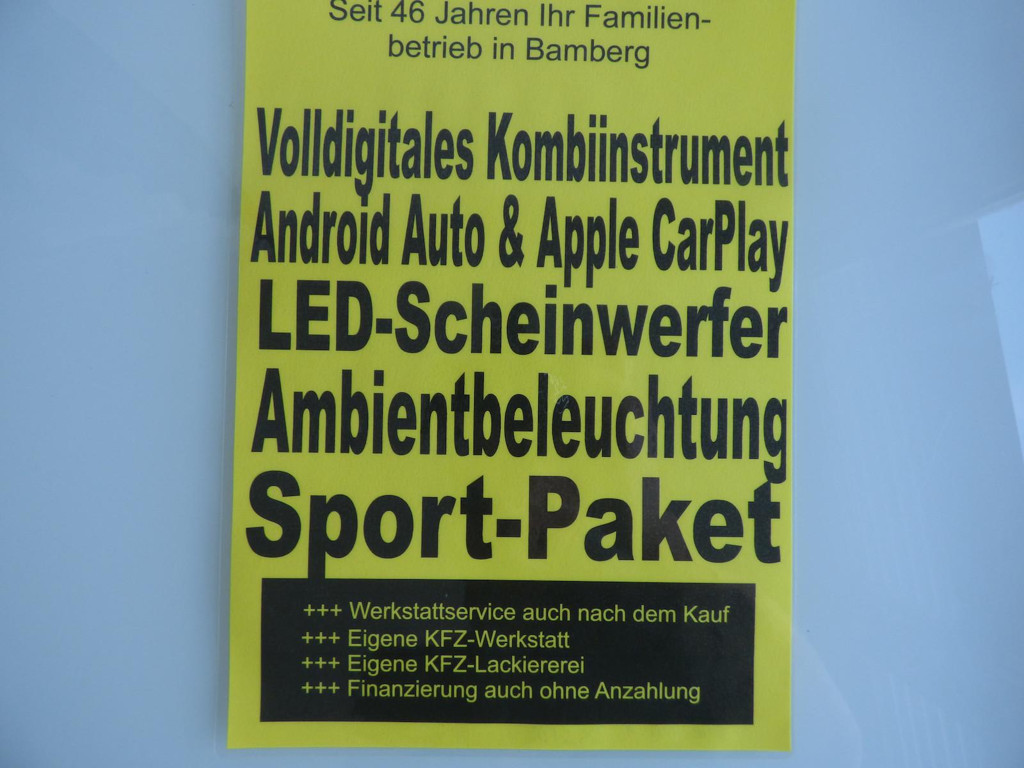 Seit 46 Jahren Ihr Familien-
betrieb in Bamberg
Volldigitales Kombiinstrument
Android Auto & Apple CarPlay
LED-Scheinwerfer
Ambientbeleuchtung
Sport-Paket
+++ Werkstattservice auch nach dem Kauf
+++ Eigene KFZ-Werkstatt
+++ Eigene KFZ-Lackiererei
+++ Finanzierung auch ohne Anzahlung